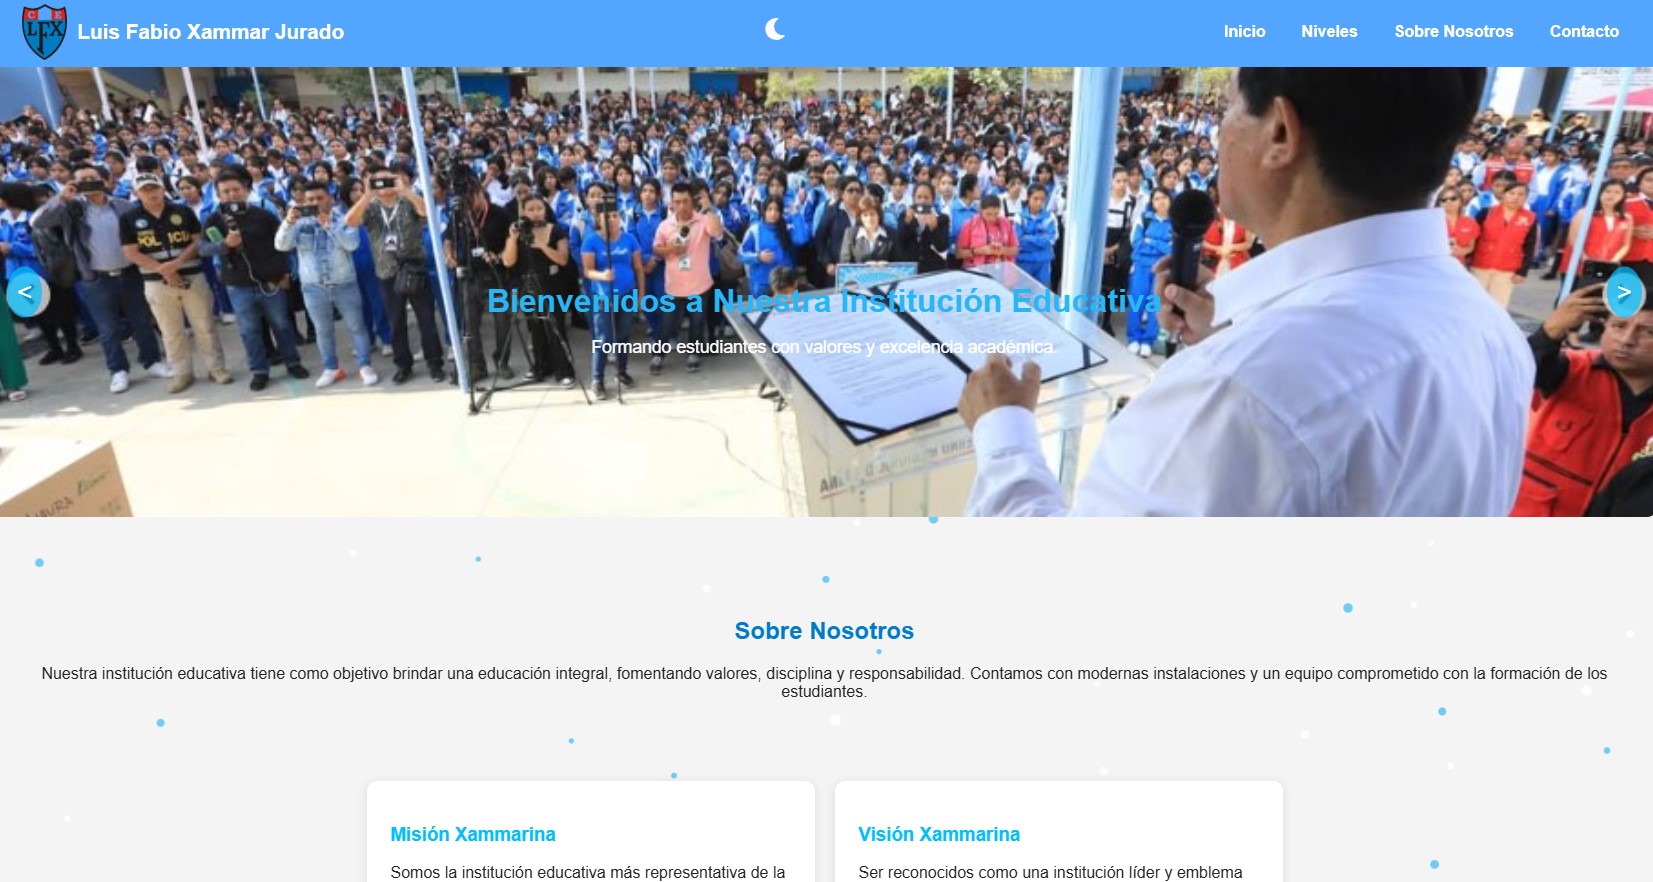 C E
LFX
Luis Fabio Xammar Jurado
Inicio
Niveles
Sobre Nosotros
Contacto
POLICIA
<
>
Bienvenidos a Nuestra Institución Educativa
Formando estudiantes con valores y excelencia académica.
Sobre Nosotros
Nuestra institución educativa tiene como objetivo brindar una educación integral, fomentando valores, disciplina y responsabilidad. Contamos con modernas instalaciones y un equipo comprometido con la formación de los
estudiantes.
Misión Xammarina
Somos la institución educativa más representativa de la
Visión Xammarina
Ser reconocidos como una institución líder y emblema